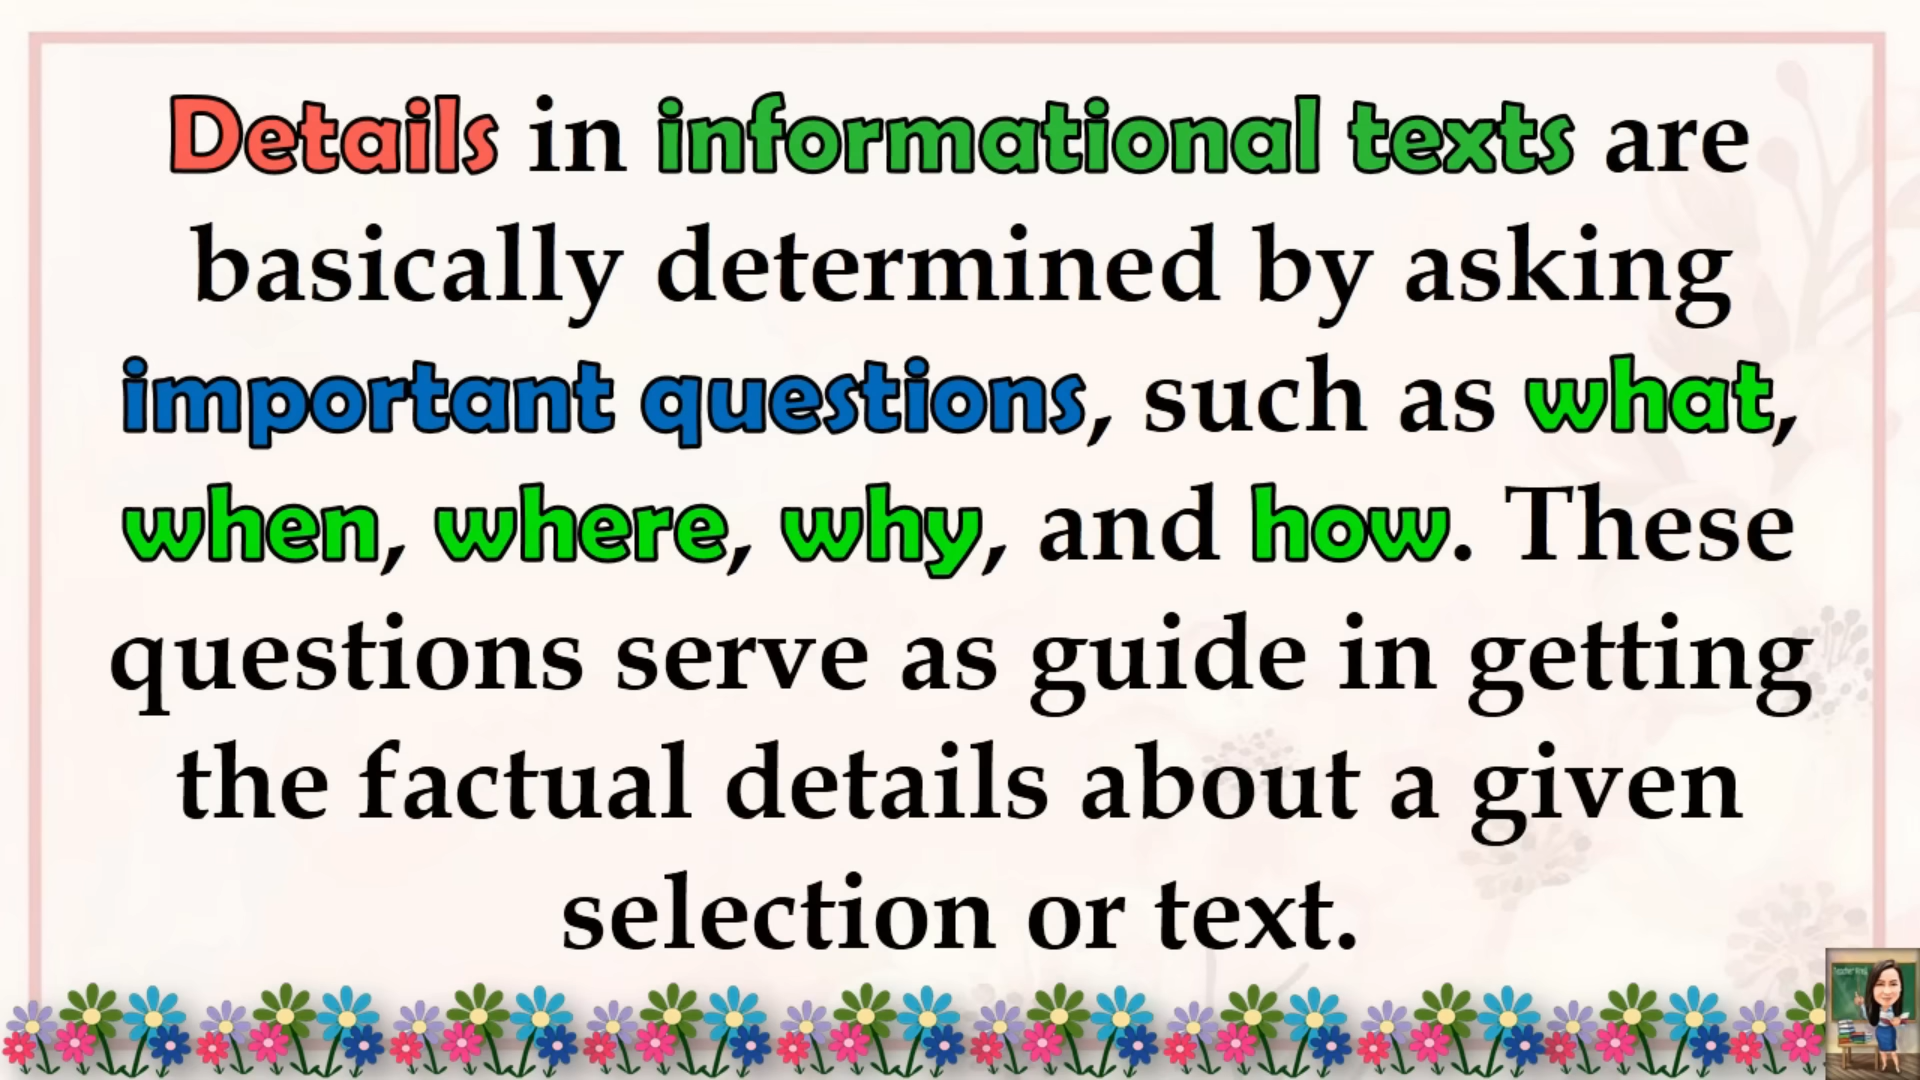 Details in informational texts are
basically determined by asking
important questions, such as what,
when, where, why, and how. These
questions serve as guide in getting
the factual details about a given
selection or text.